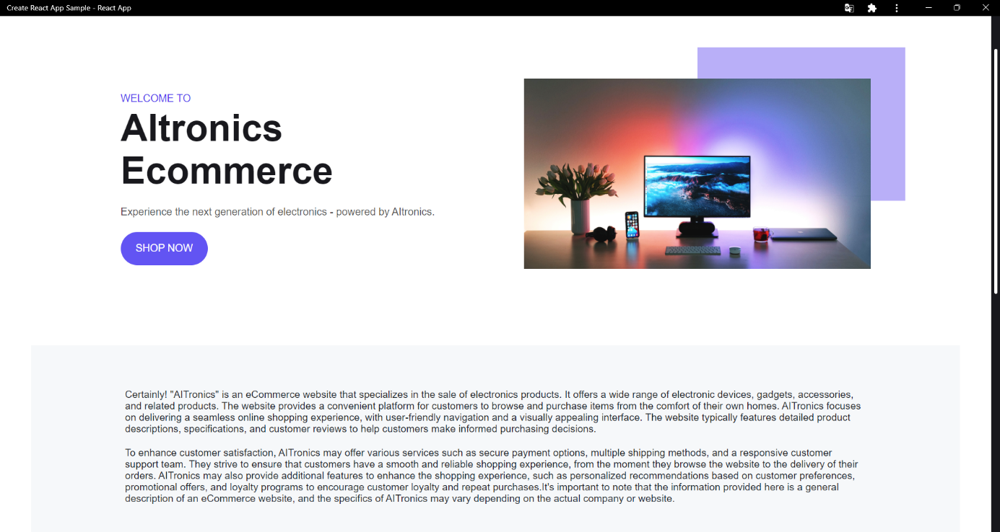 Create React App Sample - React App
WELCOME TO
AItronics
Ecommerce
Experience the next generation of electronics - powered by AItronics.
SHOP NOW
Certainly! "AITronics" is an eCommerce website that specializes in the sale of electronics products. It offers a wide range of electronic devices, gadgets, accessories,
and related products. The website provides a convenient platform for customers to browse and purchase items from the comfort of their own homes. AITronics focuses
on delivering a seamless online shopping experience, with user-friendly navigation and a visually appealing interface. The website typically features detailed product
descriptions, specifications, and customer reviews to help customers make informed purchasing decisions.
To enhance customer satisfaction, AITronics may offer various services such as secure payment options, multiple shipping methods, and a responsive customer
support team. They strive to ensure that customers have a smooth and reliable shopping experience, from the moment they browse the website to the delivery of their
orders. AITronics may also provide additional features to enhance the shopping experience, such as personalized recommendations based on customer preferences,
promotional offers, and loyalty programs to encourage customer loyalty and repeat purchases.It's important to note that the information provided here is a general
description of an eCommerce website, and the specifics of AITronics may vary depending on the actual company or website.